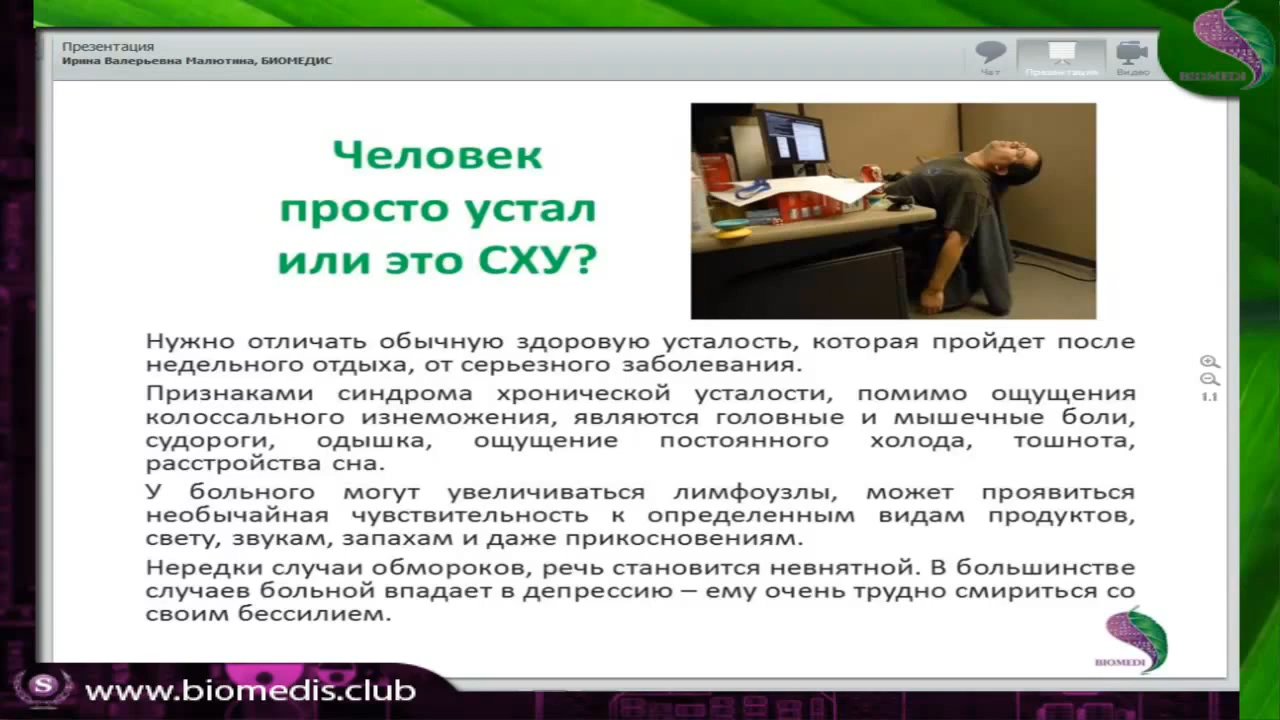 Презентация
Ирина Валерьевна Малютина, БИОМЕДИС
Чат
Презентация
Видео
BIOMEDI
Человек
просто устал
или это СХУ?
Нужно отличать обычную здоровую усталость, которая пройдет после
недельного отдыха, от серьезного заболевания.
Признаками синдрома хронической усталости, помимо ощущения
колоссального изнеможения, являются головные и мышечные боли,
судороги, одышка, ощущение постоянного холода, тошнота,
расстройства сна.
У больного могут увеличиваться лимфоузлы, может проявиться
необычайная чувствительность к определенным видам продуктов,
свету, звукам, запахам и даже прикосновениям.
Нередки случаи обмороков, речь становится невнятной. В большинстве
случаев больной впадает в депрессию – ему очень трудно смириться со
своим бессилием.
1.1
BIOMEDI
S
www.biomedis.club